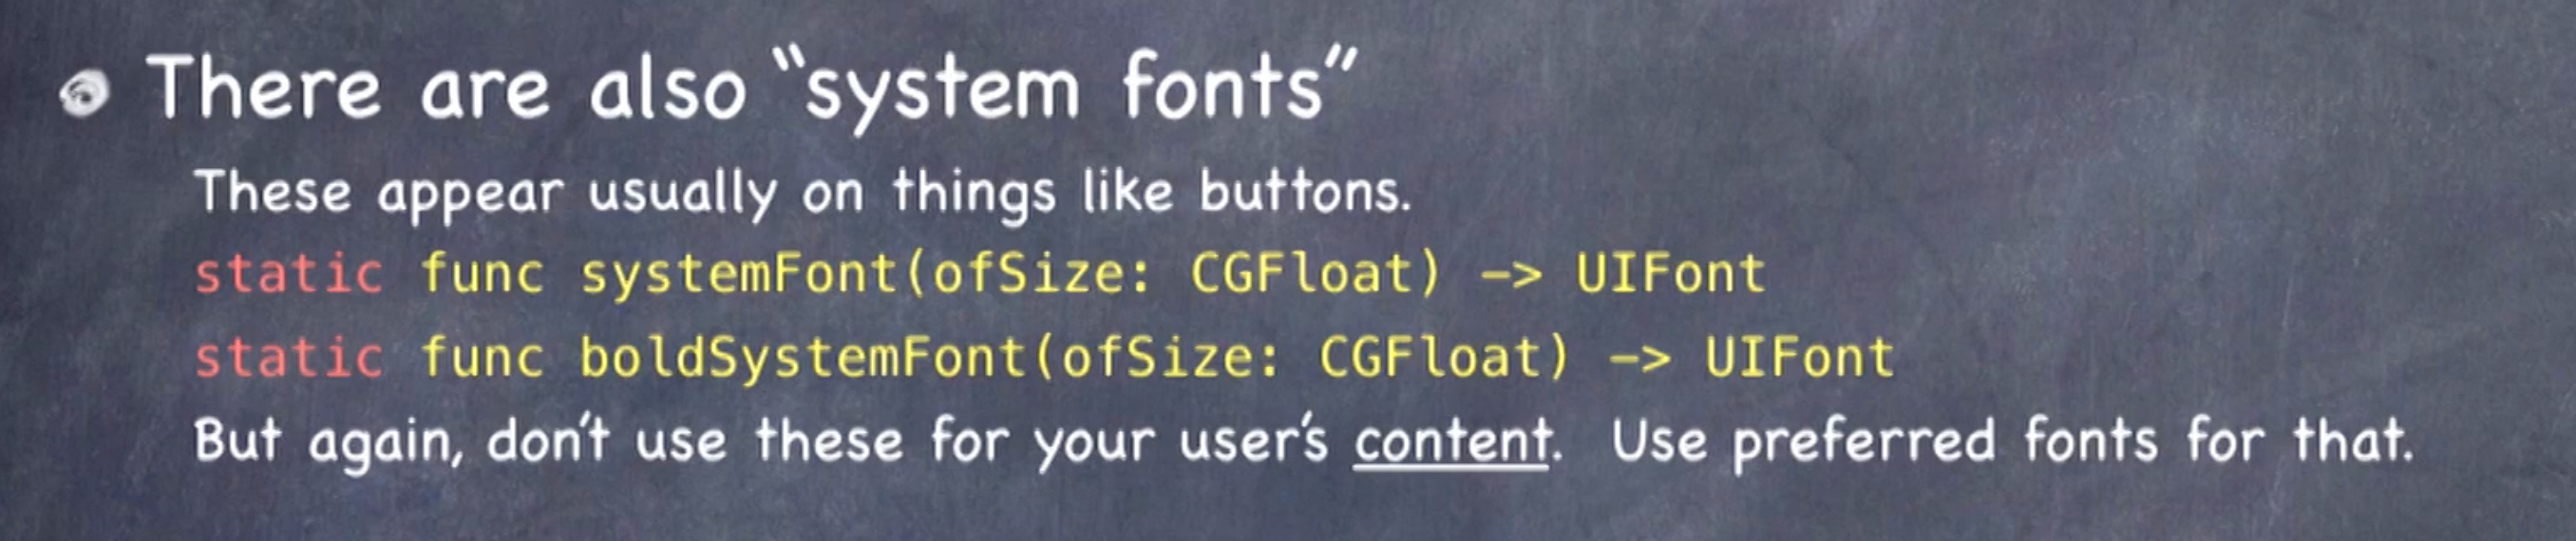 There are also “system fonts”
These appear usually on things like buttons.
static func systemFont(ofSize: CGFloat) -> UIFont
static func boldSystemFont(ofSize: CGFloat) -> UIFont
But again, don’t use these for your user’s content.  Use preferred fonts for that.